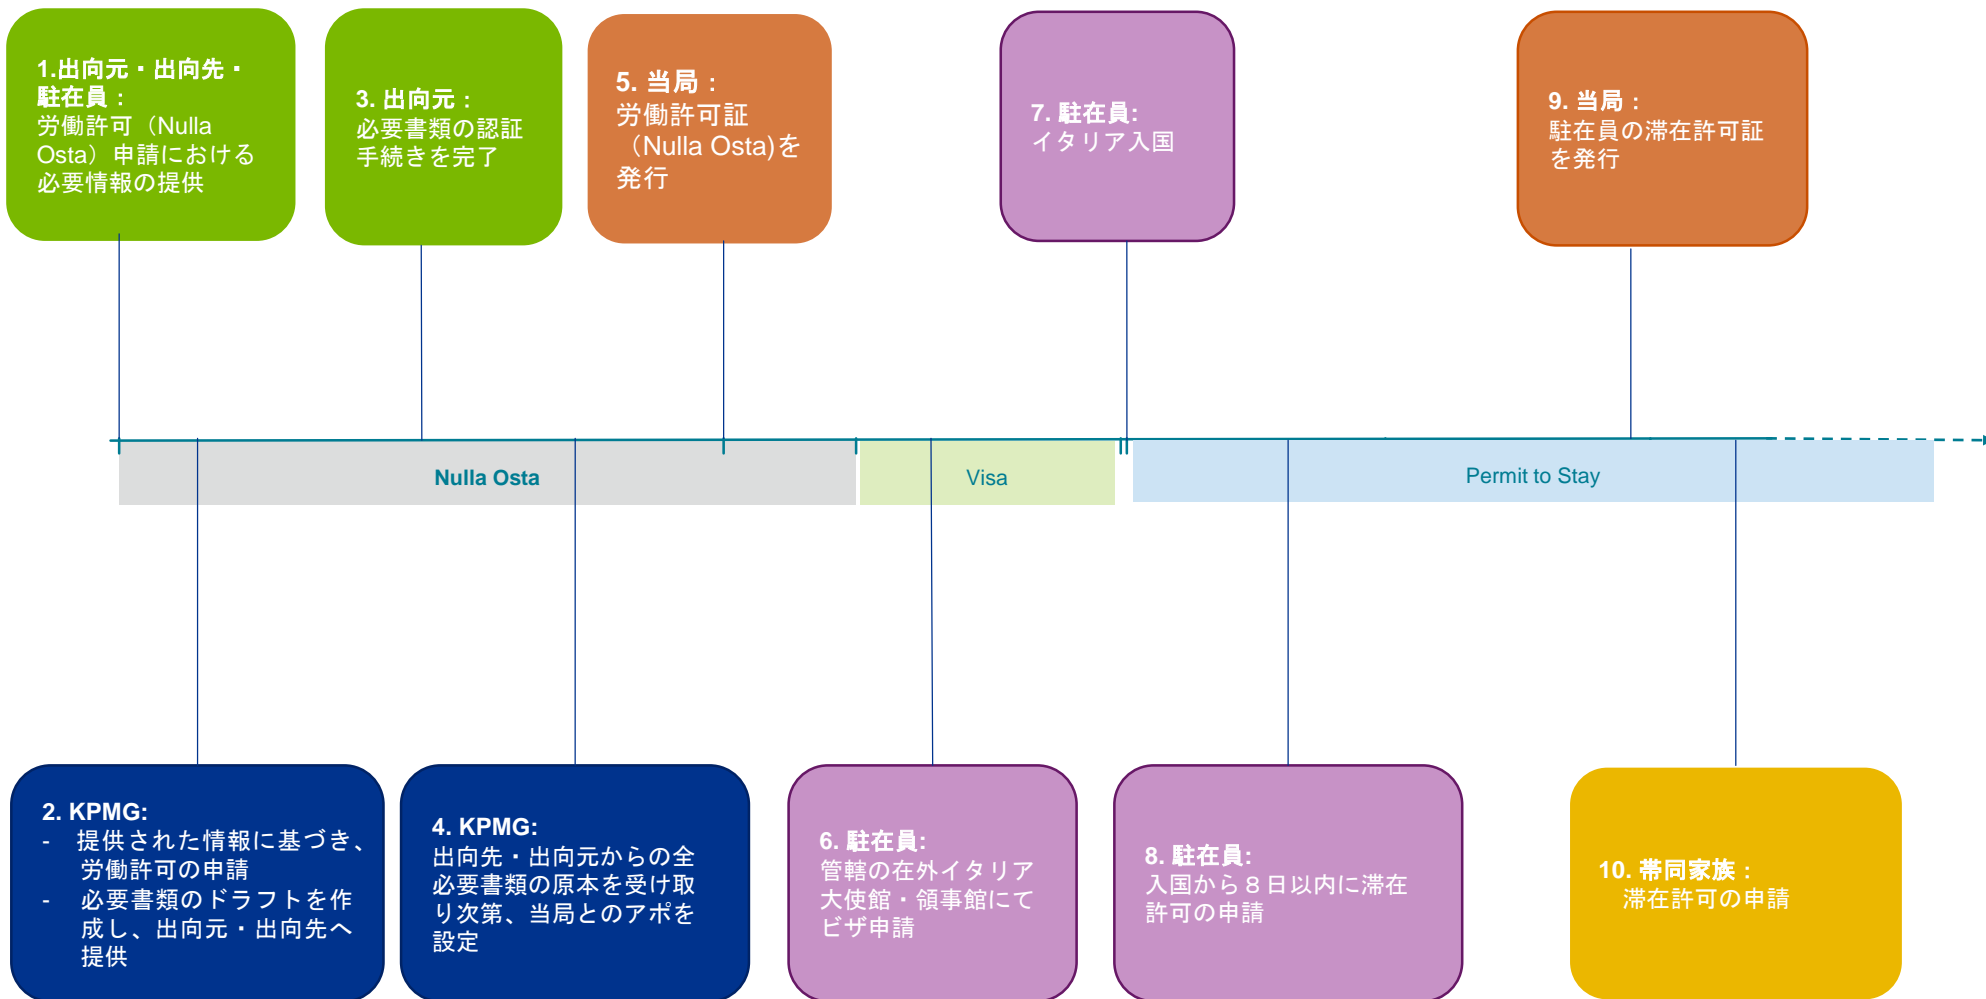 1.出向元・出向先・
駐在員：
労働許可（Nulla
Osta）申請における
必要情報の提供
3. 出向元：
必要書類の認証
手続きを完了
5. 当局：
労働許可証
（Nulla Osta)を
発行
7. 駐在員:
イタリア入国
9. 当局：
駐在員の滞在許可証
を発行
Nulla Osta
Visa
Permit to Stay
2. KPMG:
- 提供された情報に基づき、
労働許可の申請
- 必要書類のドラフトを作
成し、出向元・出向先へ
提供
4. KPMG:
出向先・出向元からの全
必要書類の原本を受け取
り次第、当局とのアポを
設定
6. 駐在員:
管轄の在外イタリア
大使館・領事館にて
ビザ申請
8. 駐在員:
入国から８日以内に滞在
許可の申請
10. 帯同家族：
滞在許可の申請